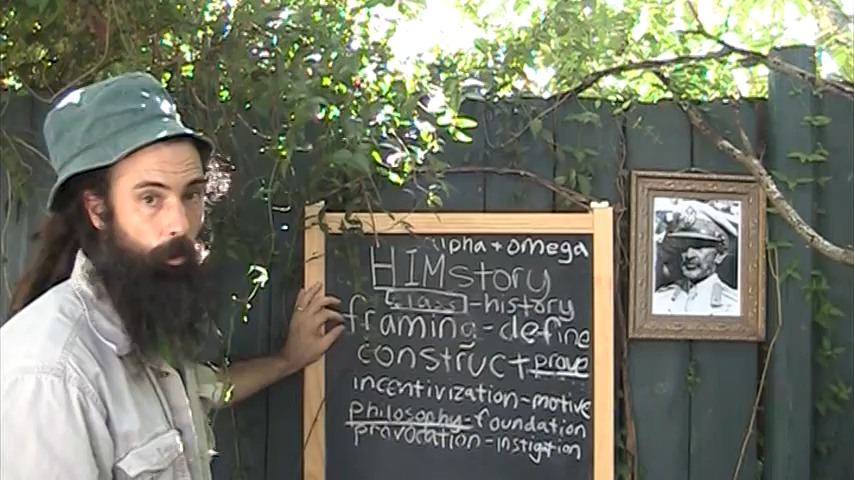 alpha + omega
HIMstory
class-history
framing-define
construct prove
incentivization-motive
philosophy-foundation
provocation-instigation